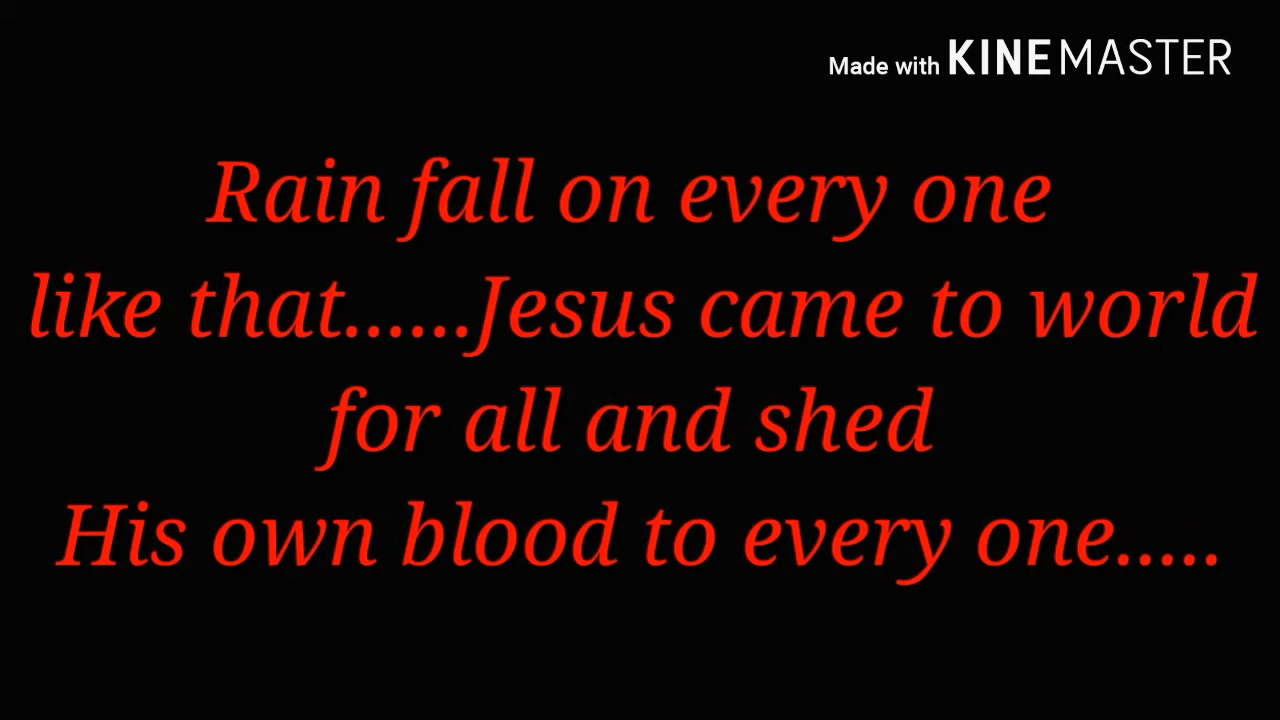 Made with KINEMASTER
Rain fall on every one
like that......Jesus came to world
for all and shed
His own blood to every one.....